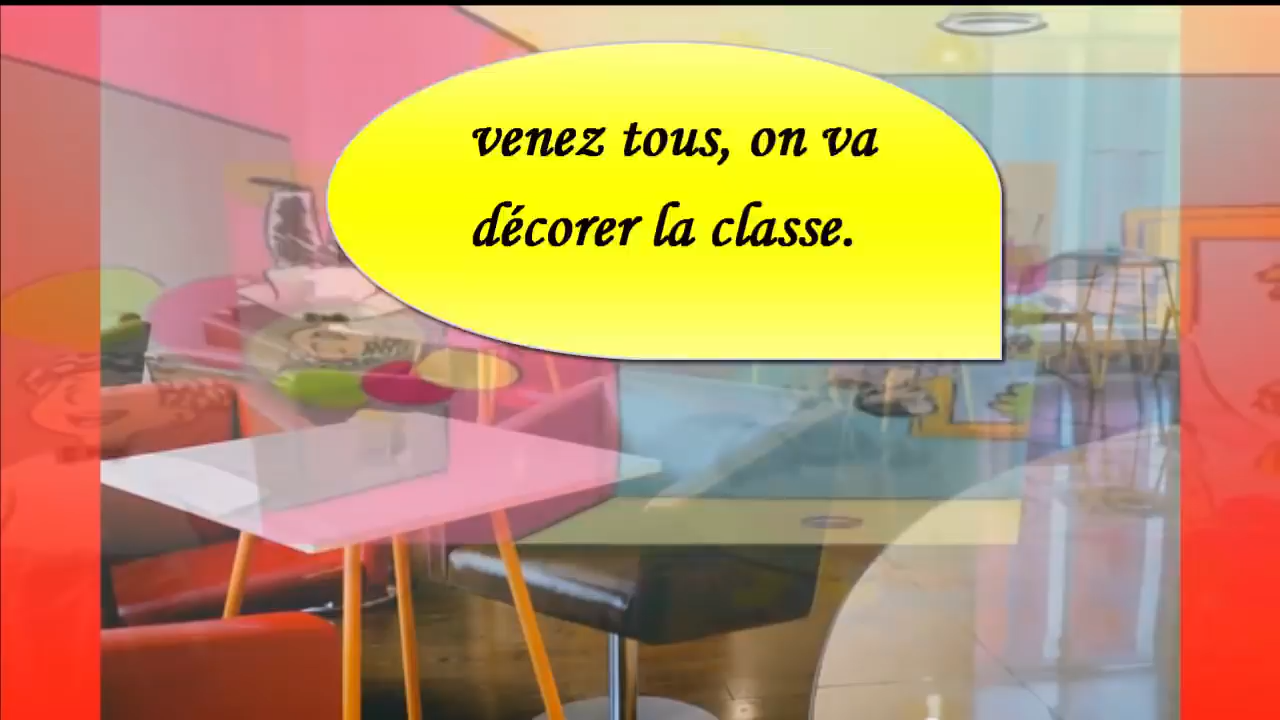 venez tous, on va
décorer la classe.